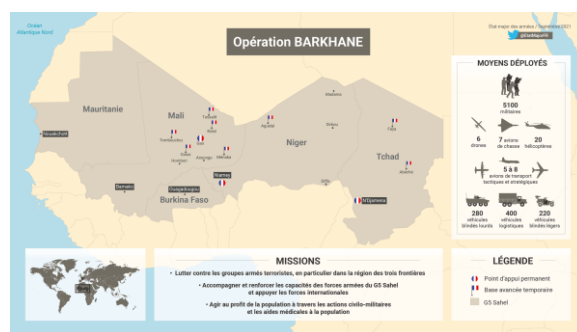 Océan
Atlantique Nord
Opération BARKHANE
État-major des armées / Septembre 2021
@EtatMajorFR
MOYENS DÉPLOYÉS
5100
militaires
6
drones
7 avions
de chasse
20
hélicoptères
5 à 8
avions de transport
tactiques et stratégiques
280
véhicules
blindés lourds
400
véhicules
logistiques
220
véhicules
blindés légers
Mauritanie
Mali
Niger
Tchad
Burkina Faso
Nouakchott
Tessalit
Kidal
Tombouctou
Gao
Ménaka
Bamako
Ouagadougou
Niamey
Aguelal
Madama
Diffa
Faya
Abéché
N'Djamena
MISSIONS
• Lutter contre les groupes armés terroristes, en particulier dans la région des trois frontières
• Accompagner et renforcer les capacités des forces armées du G5 Sahel
et appuyer les forces internationales
• Agir au profit de la population à travers les actions civilo-militaires
et les aides médicales à la population
LÉGENDE
Point d'appui permanent
Base avancée temporaire
G5 Sahel